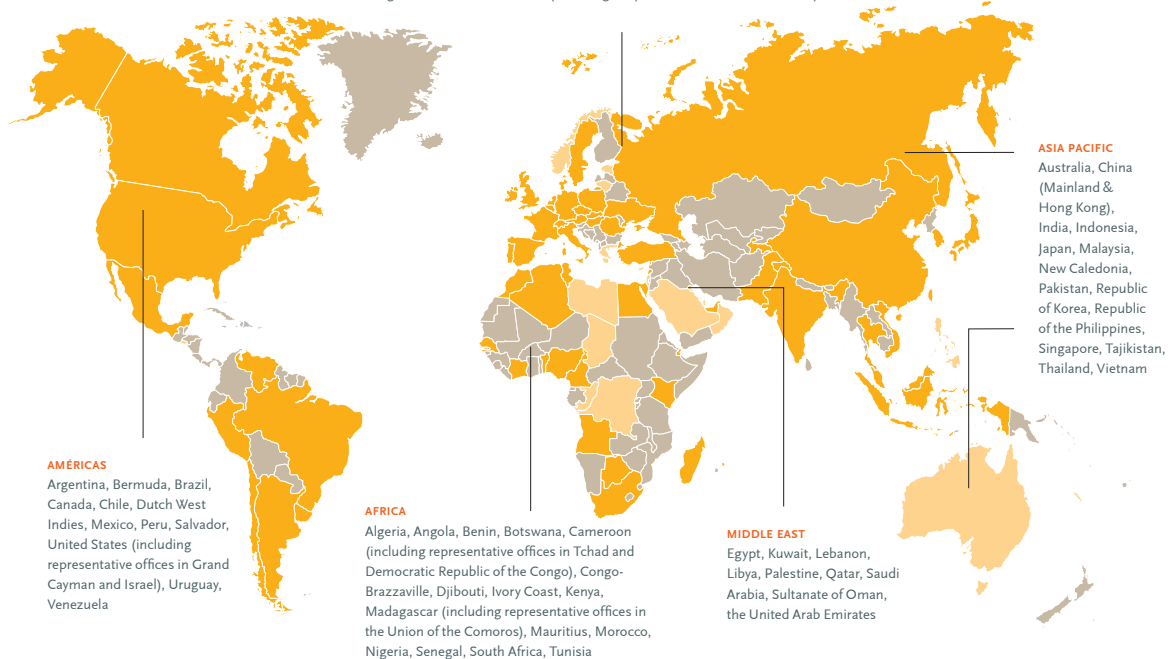 ASIA PACIFIC
Australia, China
(Mainland &
Hong Kong),
India, Indonesia,
Japan, Malaysia,
New Caledonia,
Pakistan, Republic
of Korea, Republic
of the Philippines,
Singapore, Tajikistan,
Thailand, Vietnam
AMÉRICAS
Argentina, Bermuda, Brazil,
Canada, Chile, Dutch West
Indies, Mexico, Peru, Salvador,
United States (including
representative offices in Grand
Cayman and Israel), Uruguay,
Venezuela
AFRICA
Algeria, Angola, Benin, Botswana, Cameroon
(including representative offices in Tchad and
Democratic Republic of the Congo), Congo-
Brazzaville, Djibouti, Ivory Coast, Kenya,
Madagascar (including representative offices in
the Union of the Comoros), Mauritius, Morocco,
Nigeria, Senegal, South Africa, Tunisia
MIDDLE EAST
Egypt, Kuwait, Lebanon,
Libya, Palestine, Qatar, Saudi
Arabia, Sultanate of Oman,
the United Arab Emirates